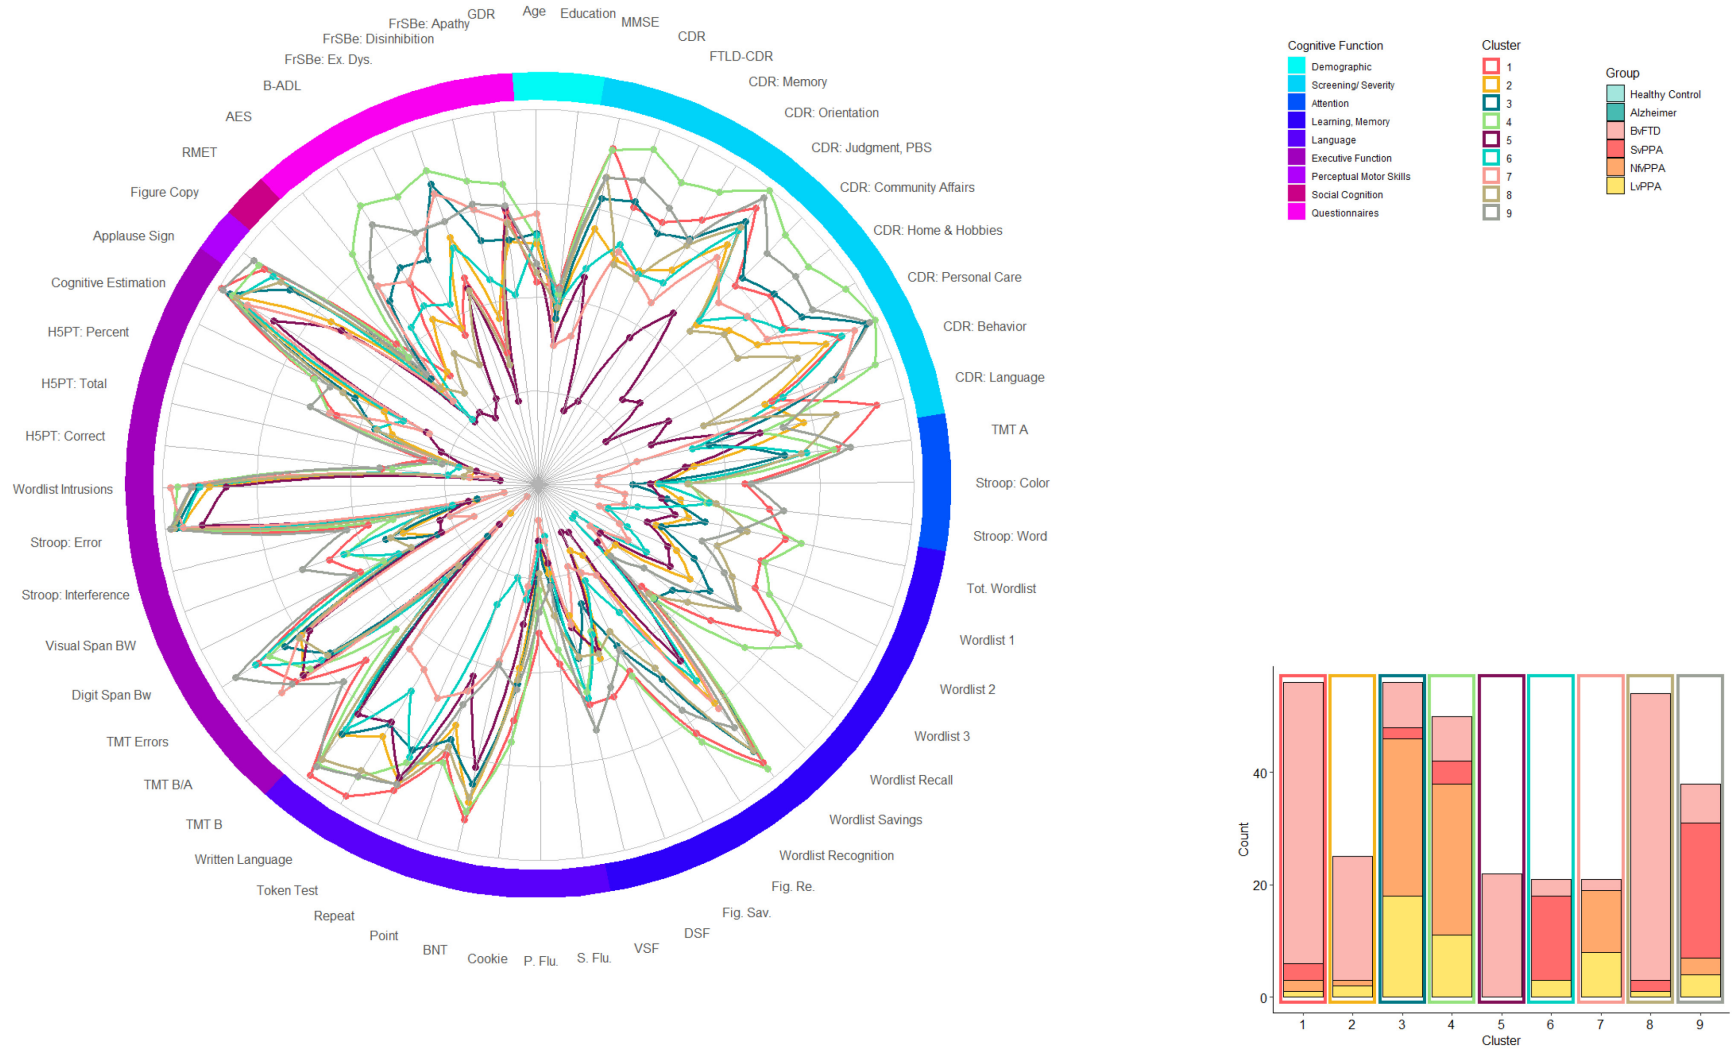 Age
Education
MMSE
CDR
FTLD-CDR
CDR: Memory
CDR: Orientation
CDR: Judgment, PBS
CDR: Community Affairs
CDR: Home & Hobbies
CDR: Personal Care
CDR: Behavior
CDR: Language
TMT A
Stroop: Color
Stroop: Word
Tot. Wordlist
Wordlist 1
Wordlist 2
Wordlist 3
Wordlist Recall
Wordlist Savings
Wordlist Recognition
Fig. Re.
Fig. Sav.
DSF
VSF
S. Flu.
P. Flu.
Cookie
BNT
Point
Repeat
Token Test
Written Language
TMT B
TMT B/A
TMT Errors
Digit Span Bw
Visual Span BW
Stroop: Interference
Stroop: Error
Wordlist Intrusions
H5PT: Correct
H5PT: Total
H5PT: Percent
Cognitive Estimation
Applause Sign
Figure Copy
RMET
AES
B-ADL
FrSBe: Ex. Dys.
FrSBe: Disinhibition
FrSBe: Apathy
GDR
Cognitive Function
Demographic
Screening/ Severity
Attention
Learning, Memory
Language
Executive Function
Perceptual Motor Skills
Social Cognition
Questionnaires
Cluster
1
2
3
4
5
6
7
8
9
Group
Healthy Control
Alzheimer
BvFTD
SvPPA
NfvPPA
LvPPA
Count
40
20
0
1 2 3 4 5 6 7 8 9
Cluster